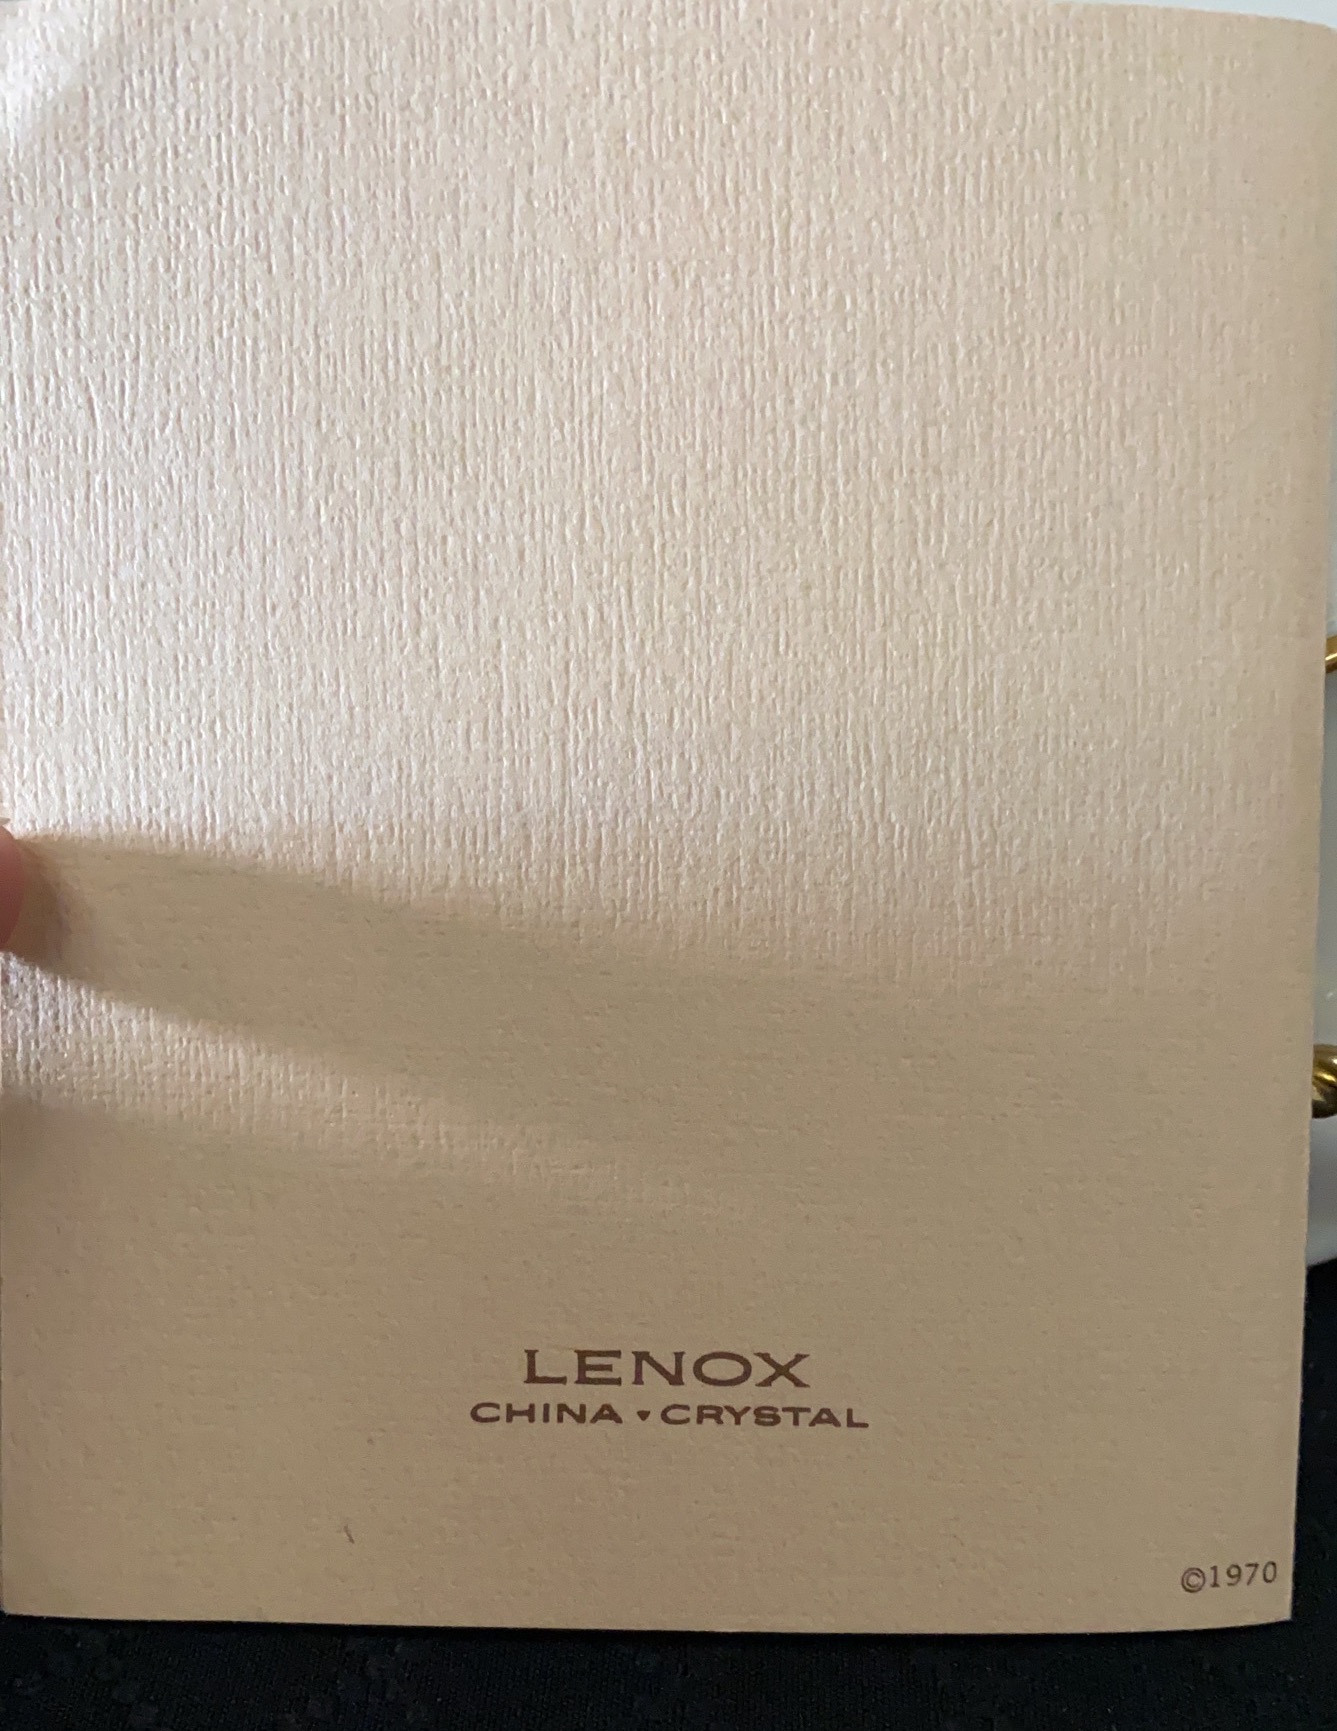 LENOX
CHINA ▾ CRYSTAL
©1970